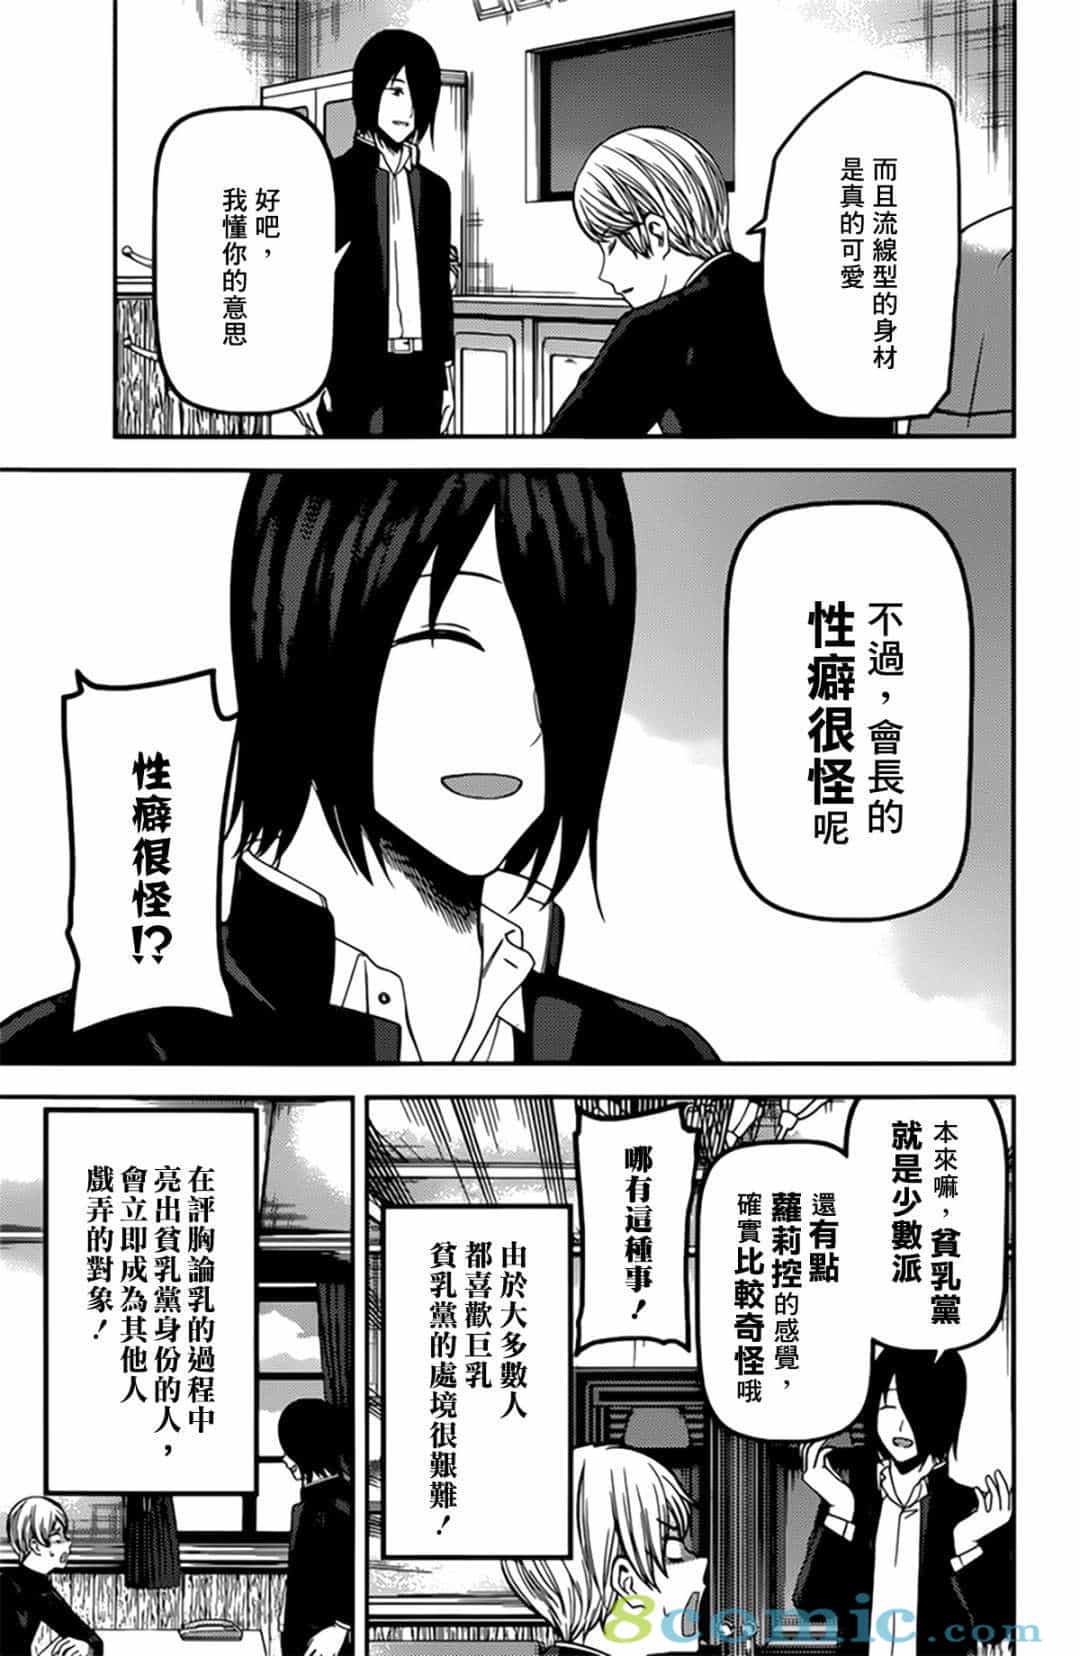 而且流線型的身材
是真的可愛
好吧，
我懂你的意思
不過，會長的
性癖很怪呢
性癖很怪!?
本來嘛，貧乳黨
就是少數派
還有點
蘿莉控的感覺，
確實比較奇怪哦
哪有這種事！
由於大多數人
都喜歡巨乳
貧乳黨的處境很艱難！
在評胸論乳的過程中
亮出貧乳黨身份的人，
會立即成為其他人
戲弄的對象！
8comic.com